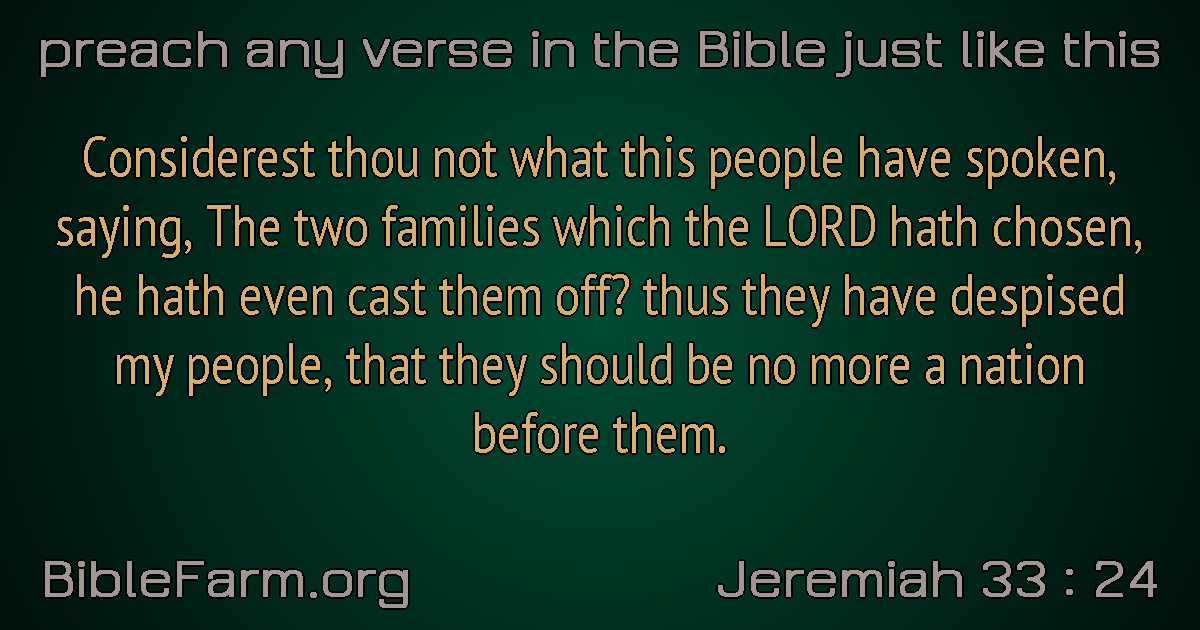 preach any verse in the Bible just like this
Considerest thou not what this people have spoken,
saying, The two families which the LORD hath chosen,
he hath even cast them off? thus they have despised
my people, that they should be no more a nation
before them.
BibleFarm.org
Jeremiah 33 : 24